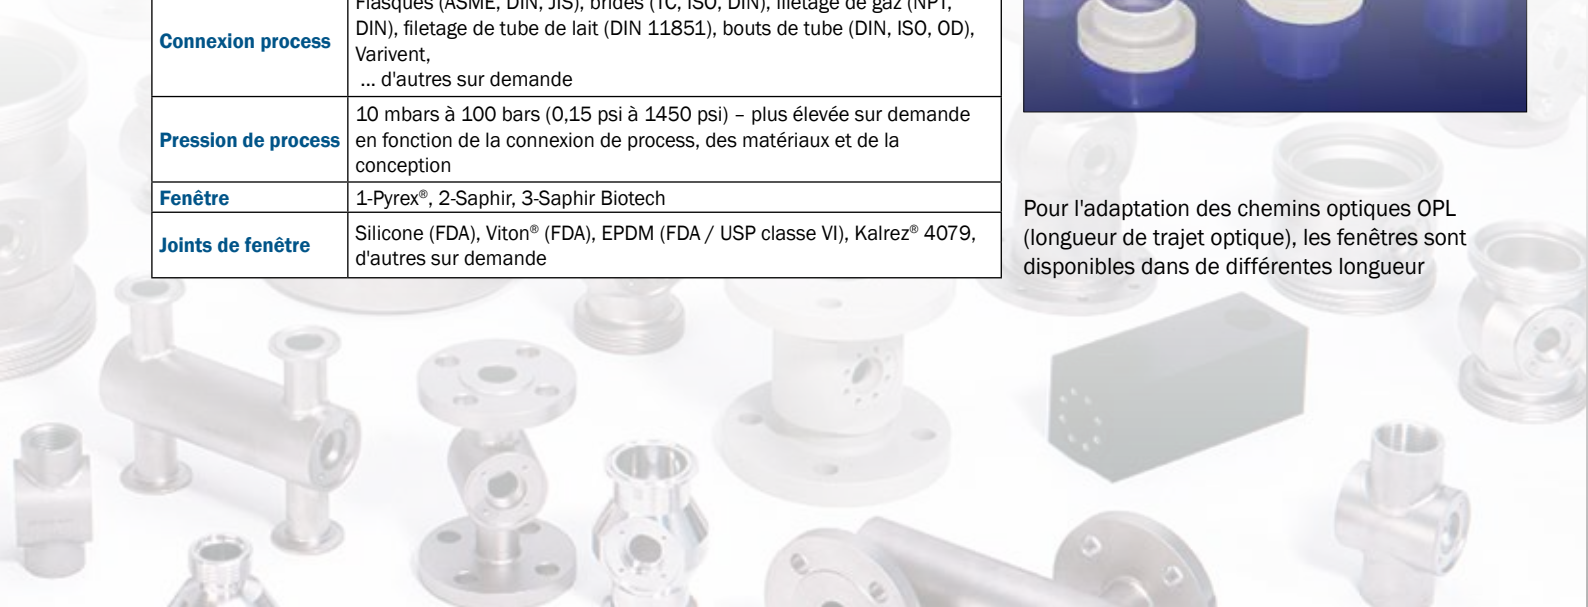 Flasques (ASME, DIN, JIS), brides (TC, ISO, DIN), filetage de gaz (NPT,
Connexion process
DIN), filetage de tube de lait (DIN 11851), bouts de tube (DIN, ISO, OD),
Varivent,
... d'autres sur demande
10 mbars à 100 bars (0,15 psi à 1450 psi) – plus élevée sur demande
Pression de process
en fonction de la connexion de process, des matériaux et de la
conception
Fenêtre
1-Pyrex®, 2-Saphir, 3-Saphir Biotech
Joints de fenêtre
Silicone (FDA), Viton® (FDA), EPDM (FDA / USP classe VI), Kalrez® 4079,
d'autres sur demande
Pour l'adaptation des chemins optiques OPL
(longueur de trajet optique), les fenêtres sont
disponibles dans de différentes longueur